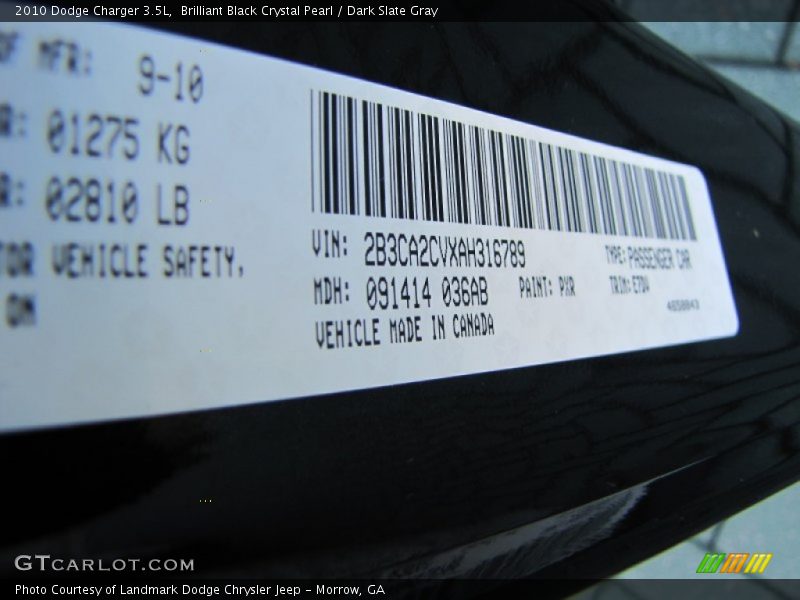 2010 Dodge Charger 3.5L,  Brilliant Black Crystal Pearl / Dark Slate Gray
MFR: 9-10
01275 KG
02810 LB
VEHICLE SAFETY,
ON
VIN: 2B3CA2CVXAH316789
TYPE: PASSENGER CAR
MDH: 091414 036AB
PAINT: PXR
TRIM: E7DV
VEHICLE MADE IN CANADA
GTCARLOT.COM
Photo Courtesy of Landmark Dodge Chrysler Jeep – Morrow, GA